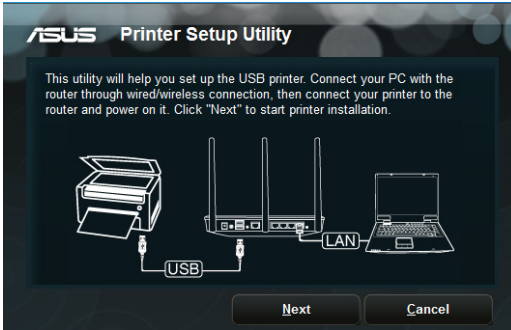 ASUS Printer Setup Utility
This utility will help you set up the USB printer. Connect your PC with the
router through wired/wireless connection, then connect your printer to the
router and power on it. Click "Next" to start printer installation.
LAN
USB
Next Cancel